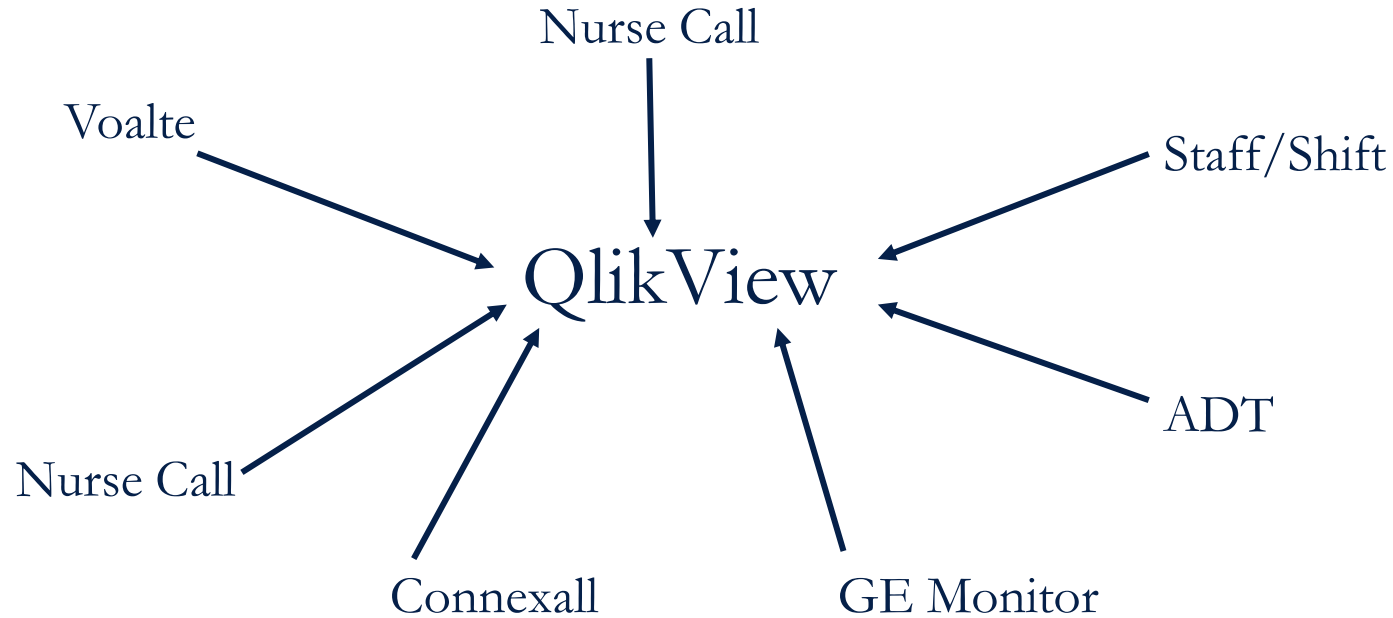 Nurse Call
Voalte
Staff/Shift
QlikView
ADT
Nurse Call
Connexall
GE Monitor